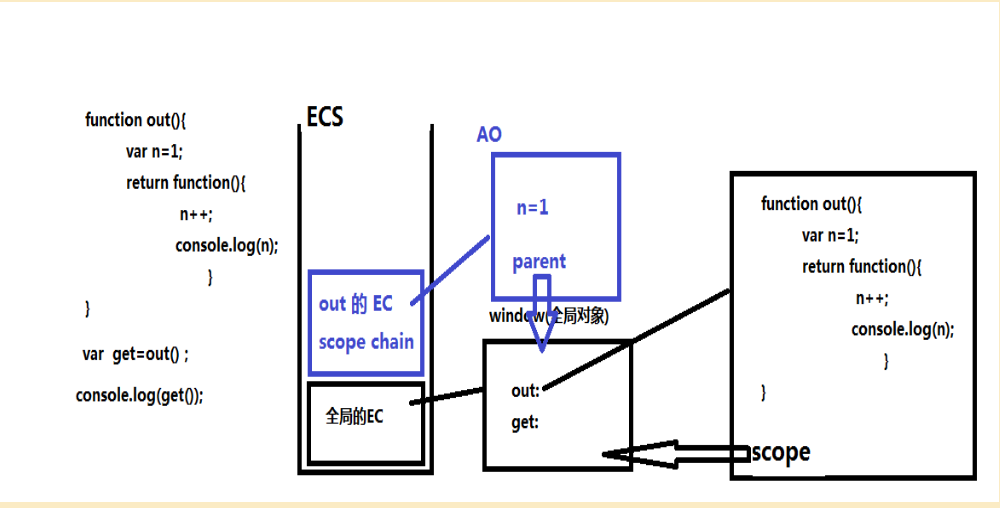 function out(){
var n=1;
return function(){
n++;
console.log(n);
}
}
var get=out() ;
console.log(get());
ECS
out 的 EC
scope chain
全局的EC
AO
n=1
parent
window(全局对象)
out:
get:
function out(){
var n=1;
return function(){
n++;
console.log(n);
}
}
scope